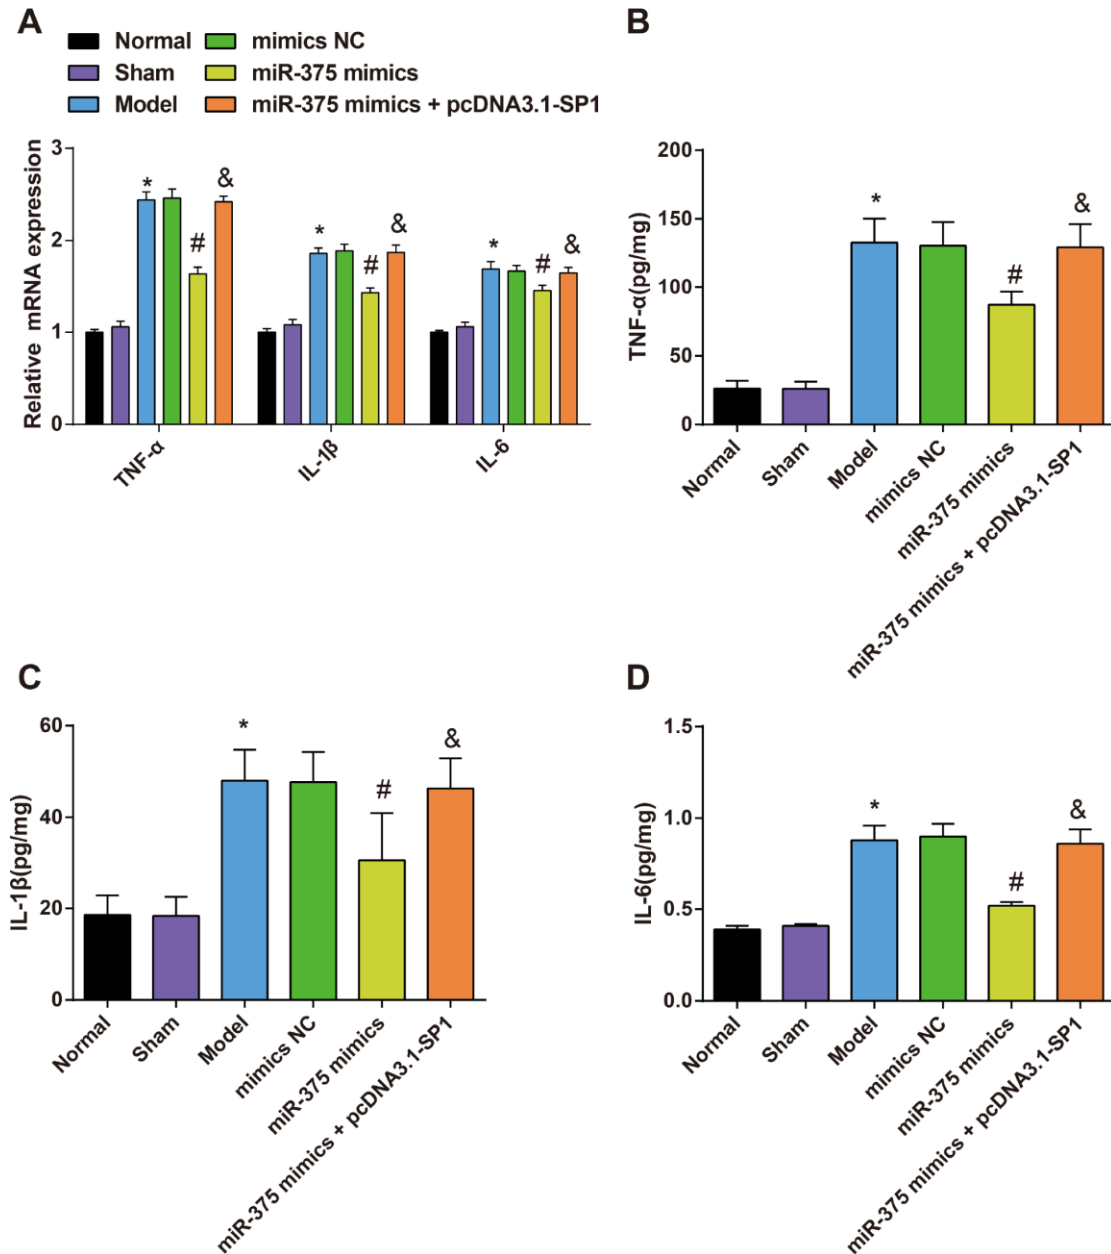 A
Normal
mimics NC
Sham
miR-375 mimics
Model
miR-375 mimics + pcDNA3.1-SP1
Relative mRNA expression
3
2
1
0
*
#
&
*
#
&
*
#
&
TNF-α
IL-1β
IL-6
B
TNF-α(pg/mg)
200
150
100
50
0
*
#
&
Normal
Sham
Model
mimics NC
miR-375 mimics
miR-375 mimics + pcDNA3.1-SP1
C
IL-1β(pg/mg)
60
40
20
0
*
#
&
Normal
Sham
Model
mimics NC
miR-375 mimics
miR-375 mimics + pcDNA3.1-SP1
D
IL-6(pg/mg)
1.5
1.0
0.5
0.0
*
#
&
Normal
Sham
Model
mimics NC
miR-375 mimics
miR-375 mimics + pcDNA3.1-SP1